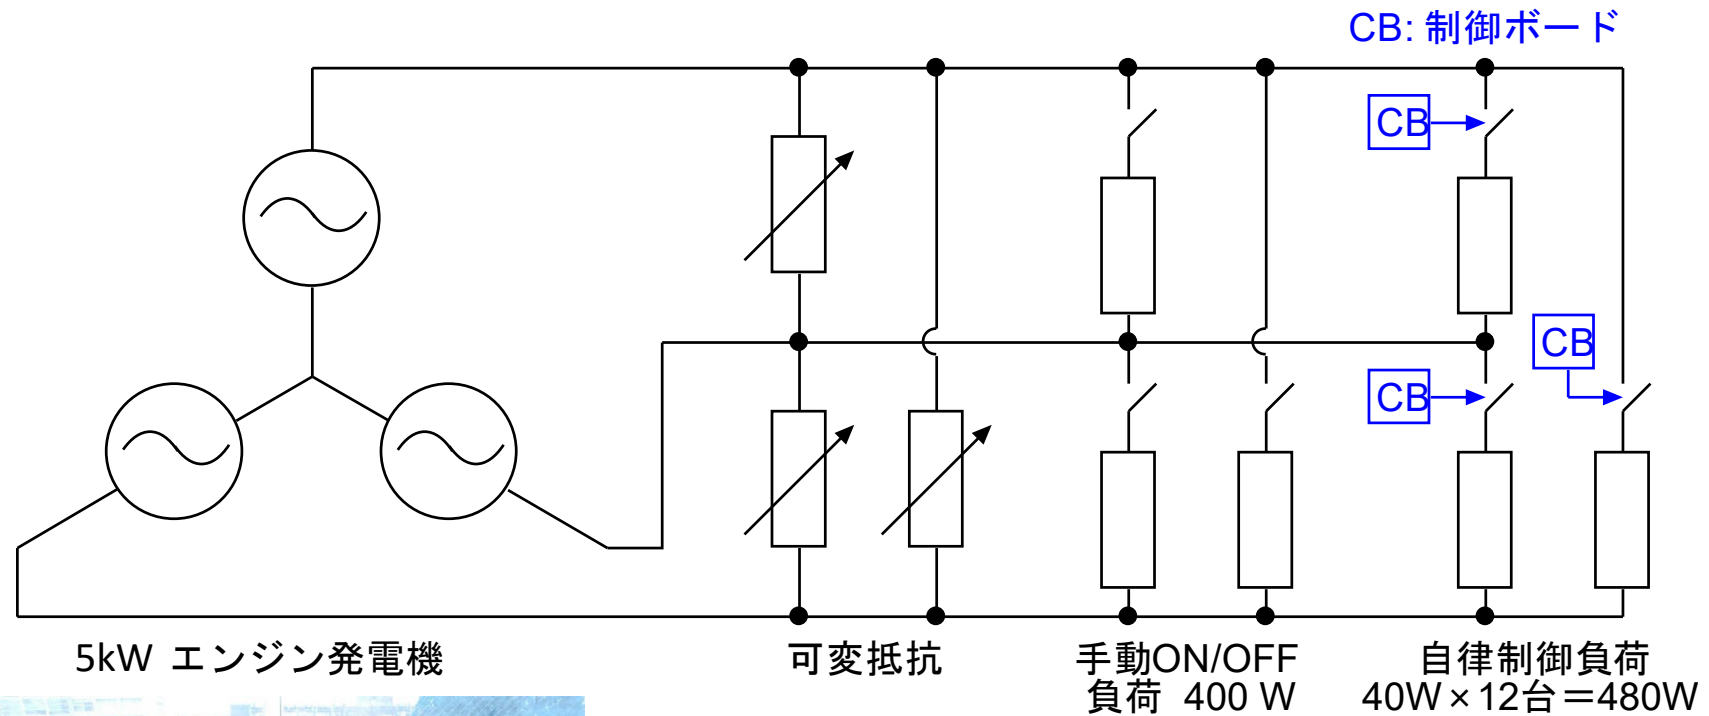 CB: 制御ボード
CB
CB
CB
5kW エンジン発電機
可変抵抗
手動ON/OFF
負荷 400 W
自律制御負荷
40W×12台＝480W